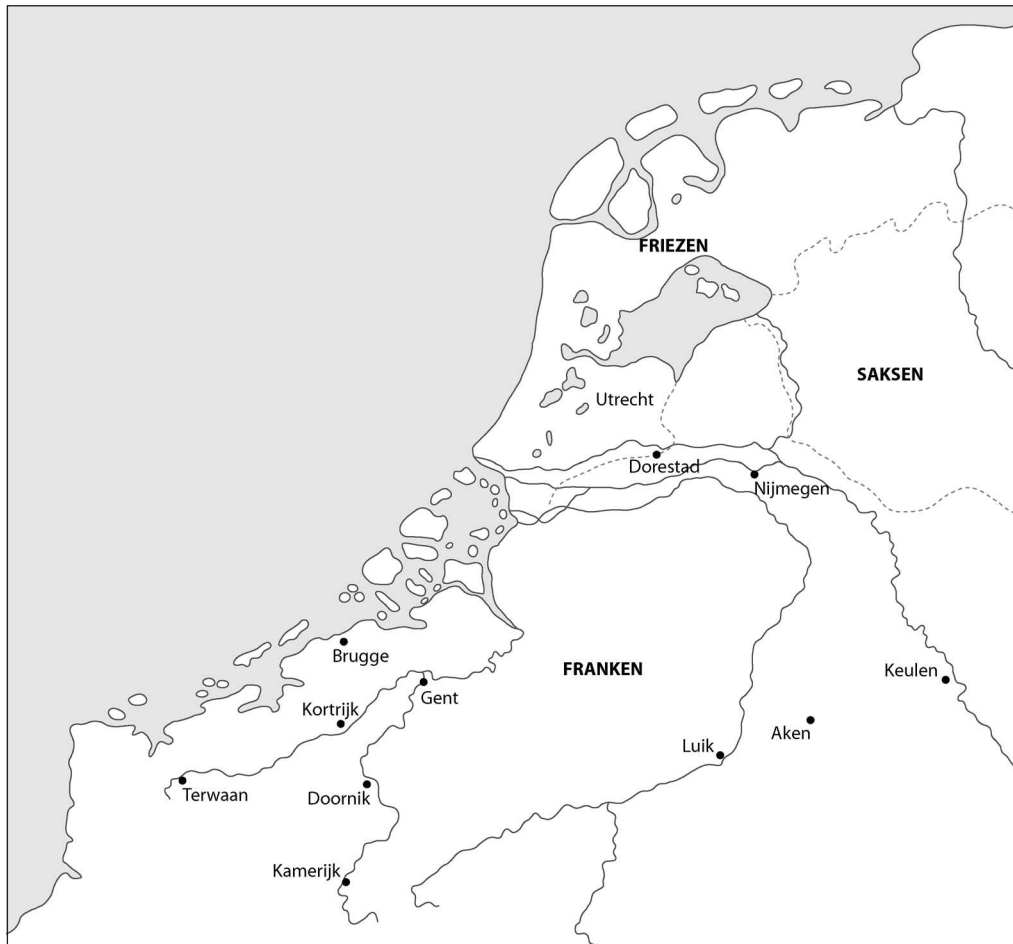 FRIEZEN
SAKSEN
Utrecht
Dorestad
Nijmegen
Brugge
FRANKEN
Keulen
Gent
Kortrijk
Aken
Luik
Terwaan
Doornik
Kamerijk